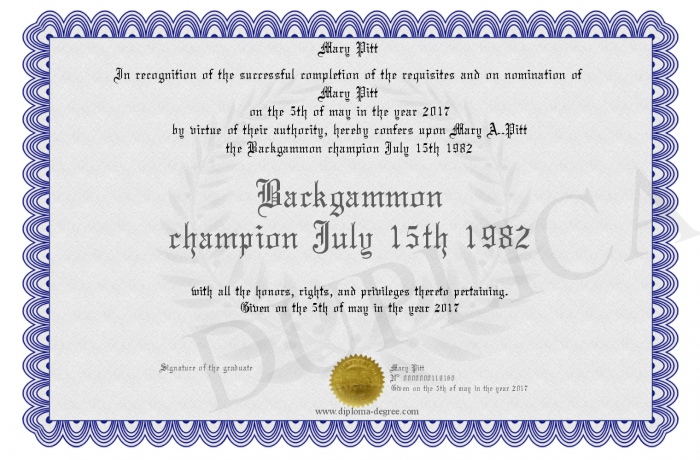 Mary Pitt
In recognition of the successful completion of the requisites and on nomination of
Mary Pitt
on the 5th of may in the year 2017
by virtue of their authority, hereby confers upon Mary A..Pitt
the Backgammon champion July 15th 1982
Backgammon
champion July 15th 1982
with all the honors, rights, and privileges thereto pertaining.
Given on the 5th of may in the year 2017
Signature of the graduate
Mary Pitt
Given on the 5th of may in the year 2017
www.diploma-degree.com
DUPLICA